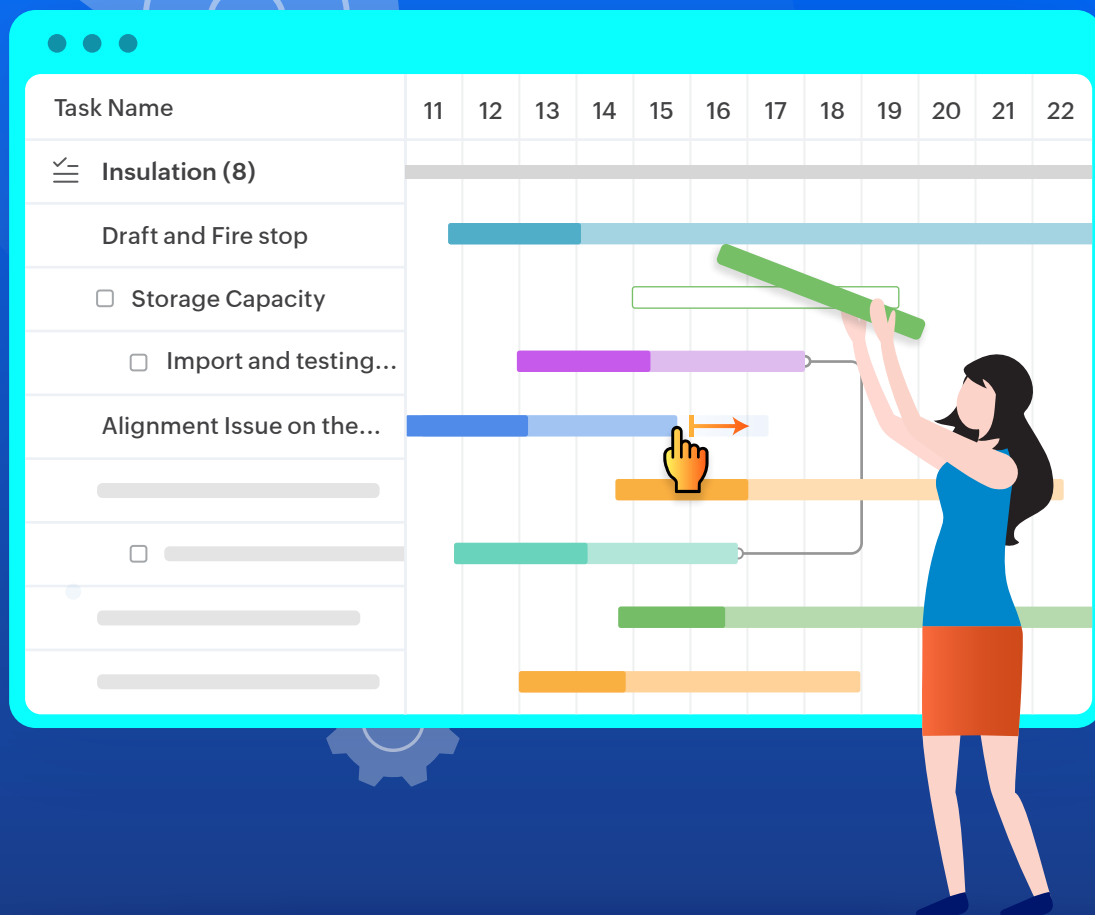 Task Name 11 12 13 14 15 16 17 18 19 20 21 22
Insulation (8)
Draft and Fire stop
Storage Capacity
Import and testing...
Alignment Issue on the...